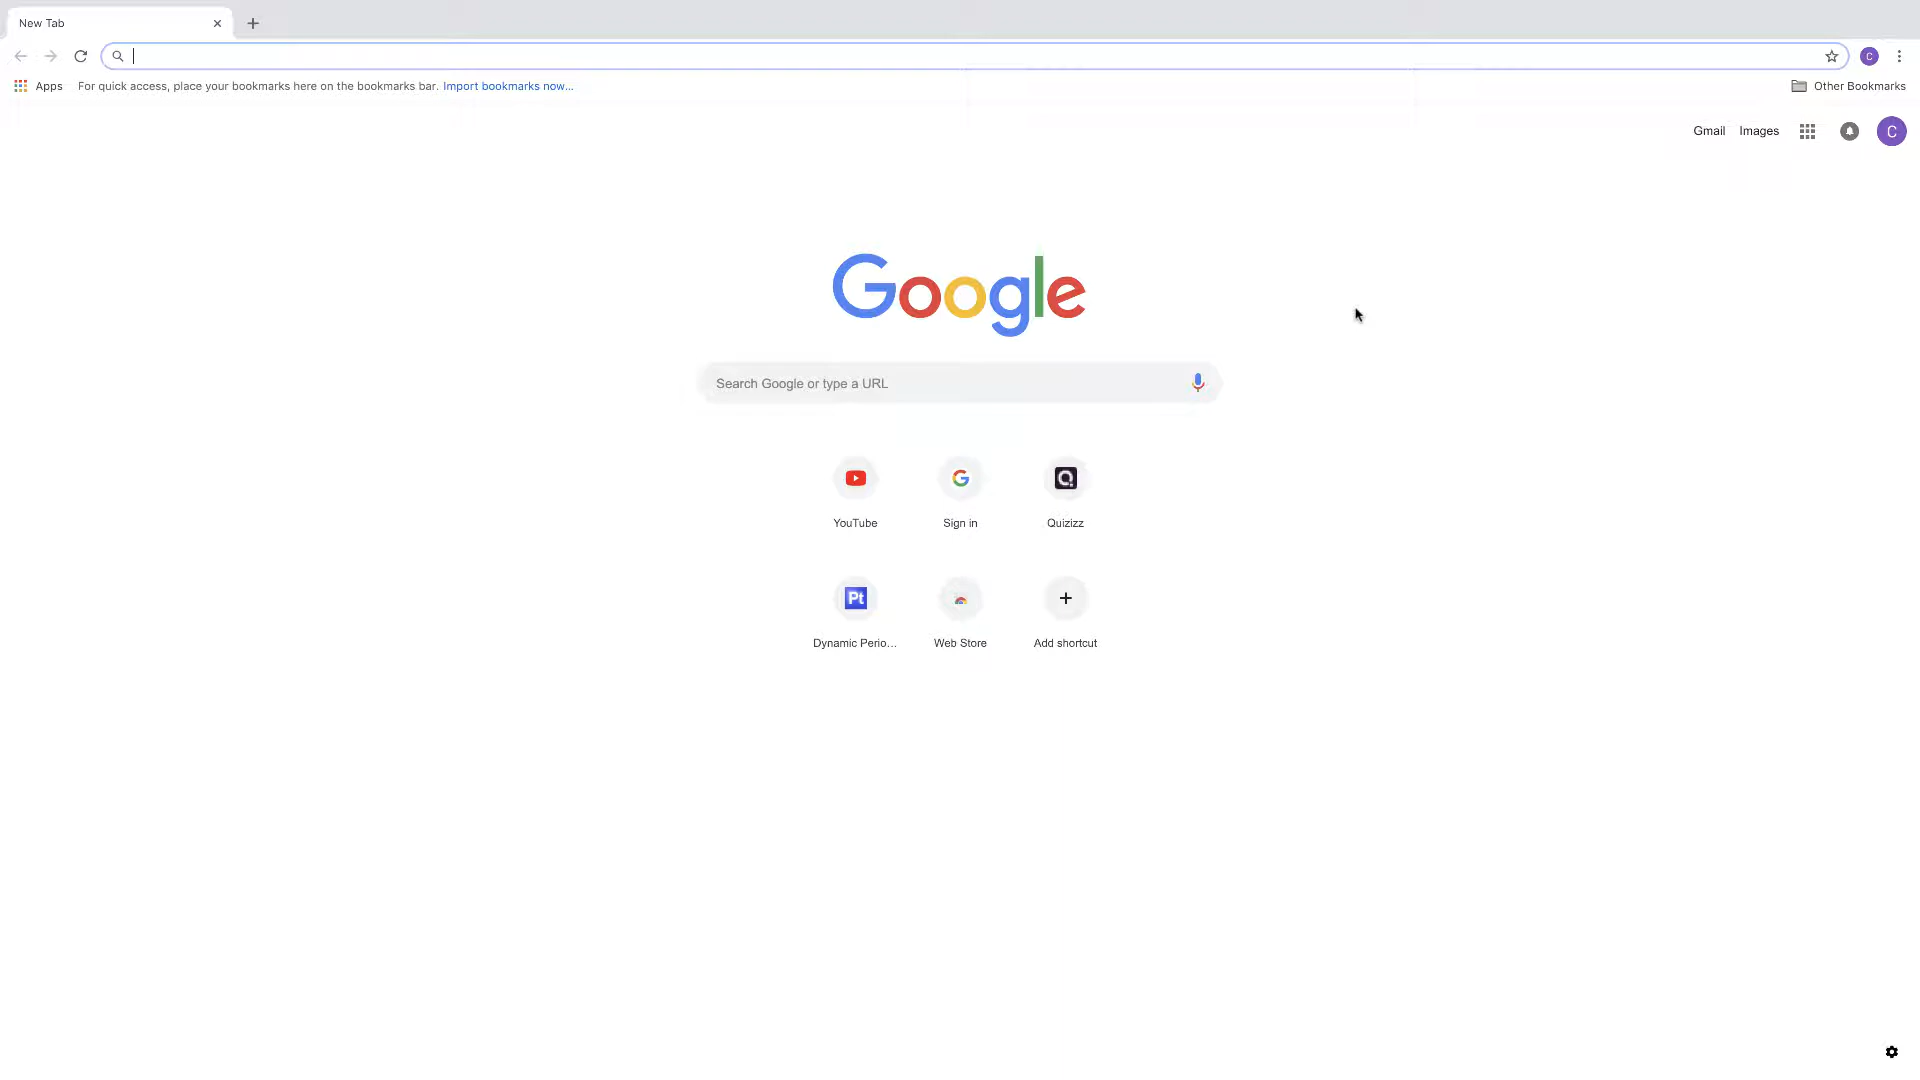 New Tab
Apps For quick access, place your bookmarks here on the bookmarks bar. Import bookmarks now... Other Bookmarks
Gmail Images C
Google
Search Google or type a URL
YouTube Sign in Quizizz
Pt
Dynamic Perio... Web Store Add shortcut